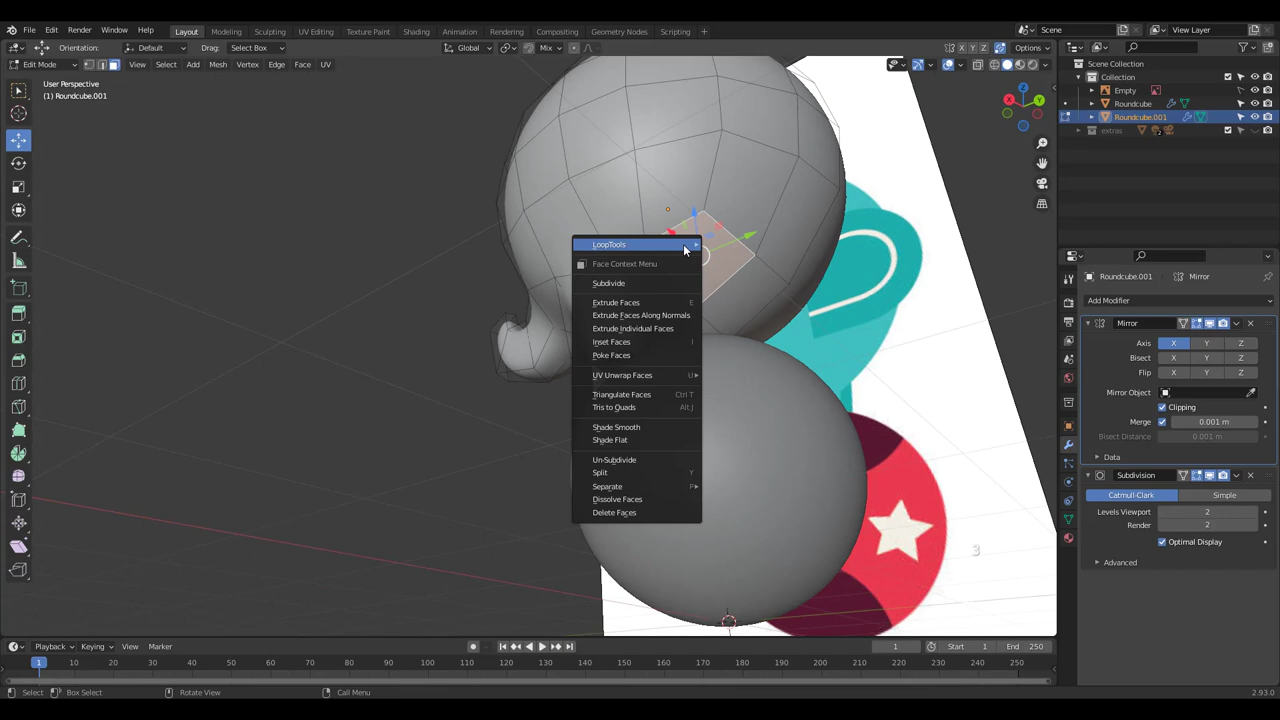 File Edit Render Window Help Layout Modeling Sculpting UV Editing Texture Paint Shading Animation Rendering Compositing Geometry Nodes Scripting + Scene View Layer
Orientation: Default Drag: Select Box Global Mix X Y Z Options
Edit Mode View Select Add Mesh Vertex Edge Face UV
User Perspective
(1) Roundcube.001
Scene Collection
Collection
Empty
Roundcube
Roundcube.001
extras
X Y Z
LoopTools
Face Context Menu
Subdivide
Extrude Faces E
Extrude Faces Along Normals
Extrude Individual Faces
Inset Faces I
Poke Faces
UV Unwrap Faces U
Triangulate Faces Ctrl T
Tris to Quads Alt J
Shade Smooth
Shade Flat
Un-Subdivide
Split Y
Separate P
Dissolve Faces
Delete Faces
3
Roundcube.001 Mirror
Add Modifier
Mirror
Axis X Y Z
Bisect X Y Z
Flip X Y Z
Mirror Object
Clipping
Merge 0.001 m
Bisect Distance 0.001 m
Data
Subdivision
Catmull-Clark Simple
Levels Viewport 2
Render 2
Optimal Display
Advanced
Playback Keying View Marker 1 Start 1 End 250
1 10 20 30 40 50 60 70 80 90 100 110 120 130 140 150 160 170 180 190 200 210 220 230 240 250
Select Box Select Rotate View Call Menu 2.93.0